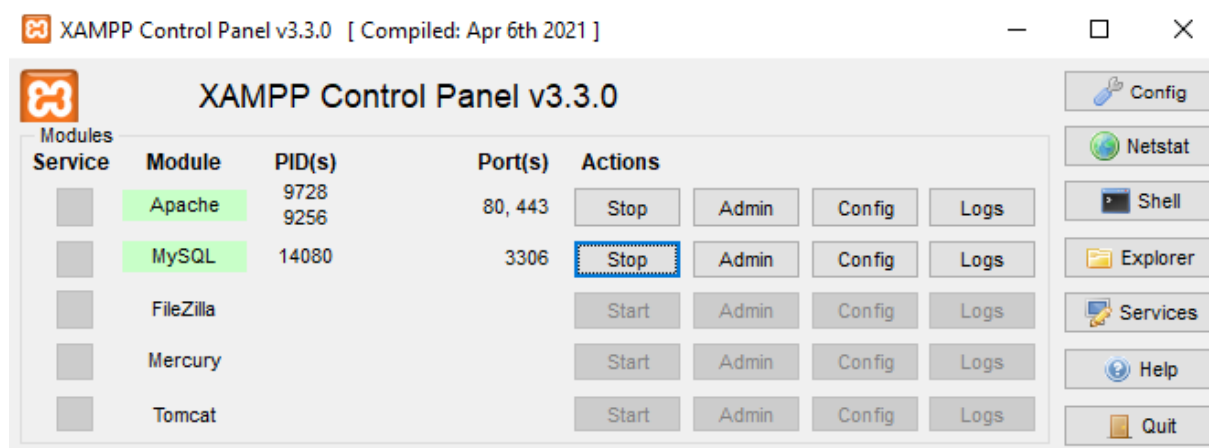 XAMPP Control Panel v3.3.0 [ Compiled: Apr 6th 2021 ]
XAMPP Control Panel v3.3.0
Config
Modules
Netstat
Service Module PID(s) Port(s) Actions
Apache 9728 9256 80, 443 Stop Admin Config Logs
Shell
MySQL 14080 3306 Stop Admin Config Logs
Explorer
FileZilla Start Admin Config Logs
Services
Mercury Start Admin Config Logs
Help
Tomcat Start Admin Config Logs
Quit